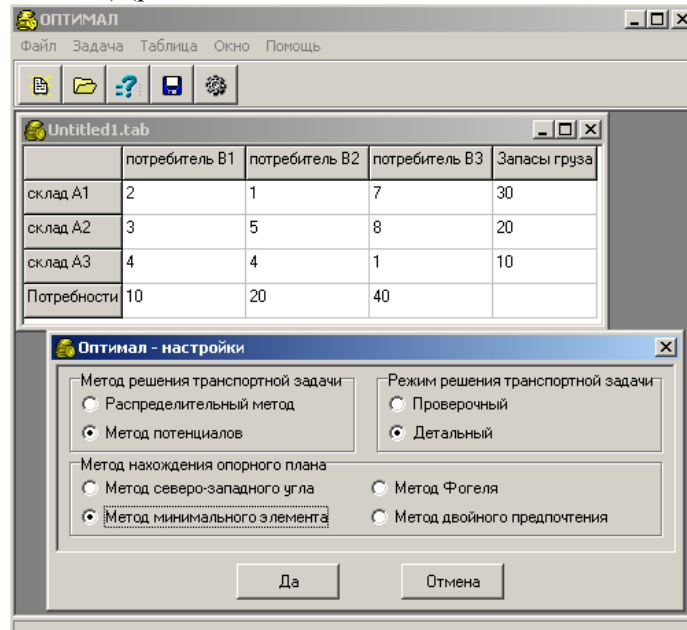 ОПТИМАЛ
Файл Задача Таблица Окно Помощь
Untitled1.tab
потребитель В1 потребитель В2 потребитель В3 Запасы груза
склад А1 2 1 7 30
склад А2 3 5 8 20
склад А3 4 4 1 10
Потребности 10 20 40
Оптимал - настройки
Метод решения транспортной задачи Режим решения транспортной задачи
Распределительный метод Проверочный
Метод потенциалов Детальный
Метод нахождения опорного плана
Метод северо-западного угла Метод Фогеля
Метод минимального элемента Метод двойного предпочтения
Да Отмена